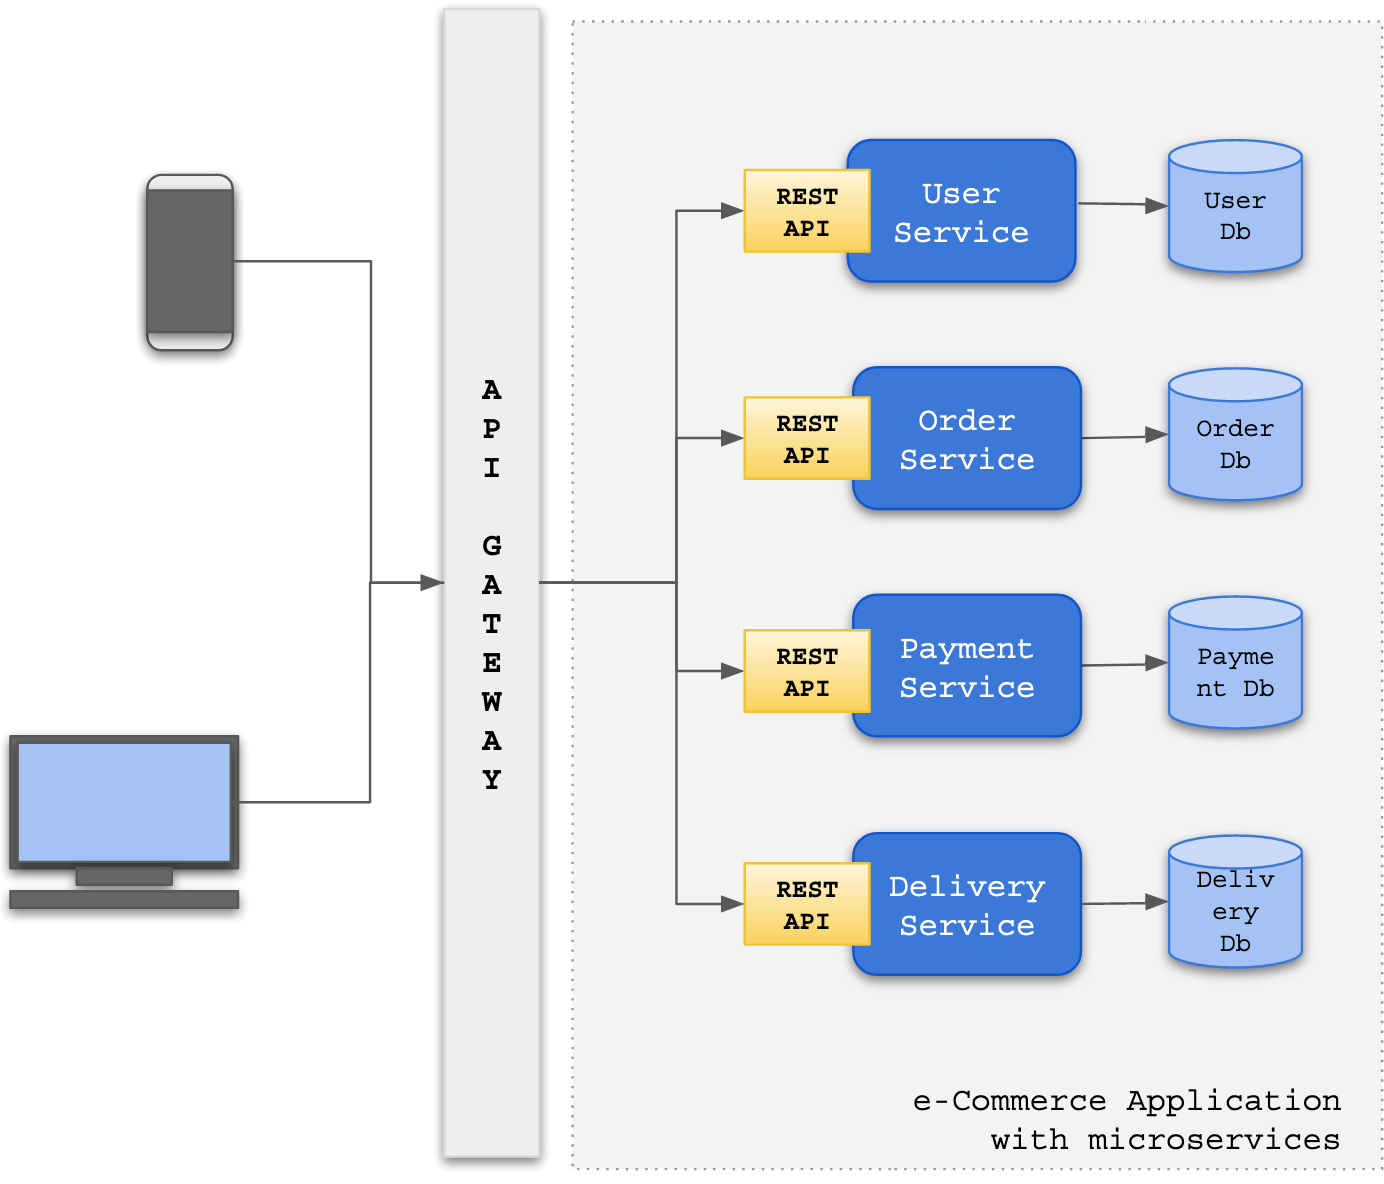 A
P
I
G
A
T
E
W
A
Y
REST
API
User
Service
User
Db
REST
API
Order
Service
Order
Db
REST
API
Payment
Service
Payme
nt Db
REST
API
Delivery
Service
Deliv
ery
Db
e-Commerce Application
with microservices